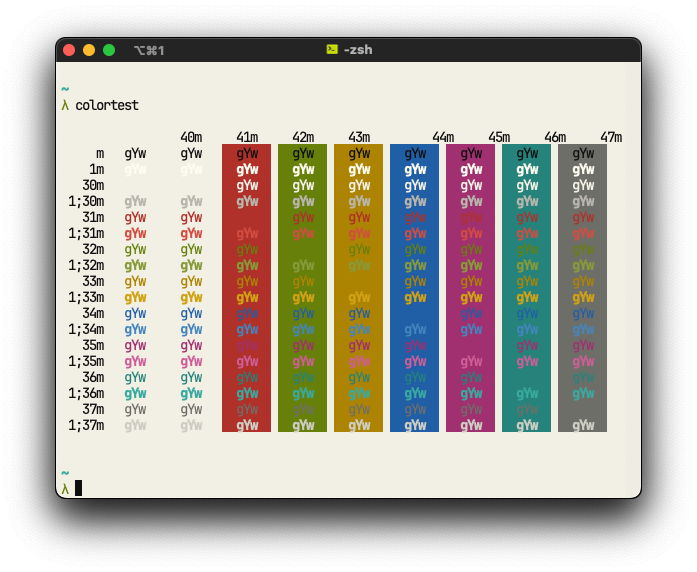 ⌥⌘1 -zsh
~
λ colortest
40m 41m 42m 43m 44m 45m 46m 47m
m gYw gYw gYw gYw gYw gYw gYw gYw gYw
1m gYw gYw gYw gYw gYw gYw gYw gYw gYw
30m gYw gYw gYw gYw gYw gYw gYw
1;30m gYw gYw gYw gYw gYw gYw gYw gYw gYw
31m gYw gYw gYw gYw gYw gYw gYw gYw
1;31m gYw gYw gYw gYw gYw gYw gYw gYw gYw
32m gYw gYw gYw gYw gYw gYw gYw gYw
1;32m gYw gYw gYw gYw gYw gYw gYw gYw gYw
33m gYw gYw gYw gYw gYw gYw gYw gYw
1;33m gYw gYw gYw gYw gYw gYw gYw gYw gYw
34m gYw gYw gYw gYw gYw gYw gYw gYw
1;34m gYw gYw gYw gYw gYw gYw gYw gYw gYw
35m gYw gYw gYw gYw gYw gYw gYw gYw
1;35m gYw gYw gYw gYw gYw gYw gYw gYw gYw
36m gYw gYw gYw gYw gYw gYw gYw gYw
1;36m gYw gYw gYw gYw gYw gYw gYw gYw gYw
37m gYw gYw gYw gYw gYw gYw gYw gYw
1;37m gYw gYw gYw gYw gYw gYw gYw gYw gYw
~
λ